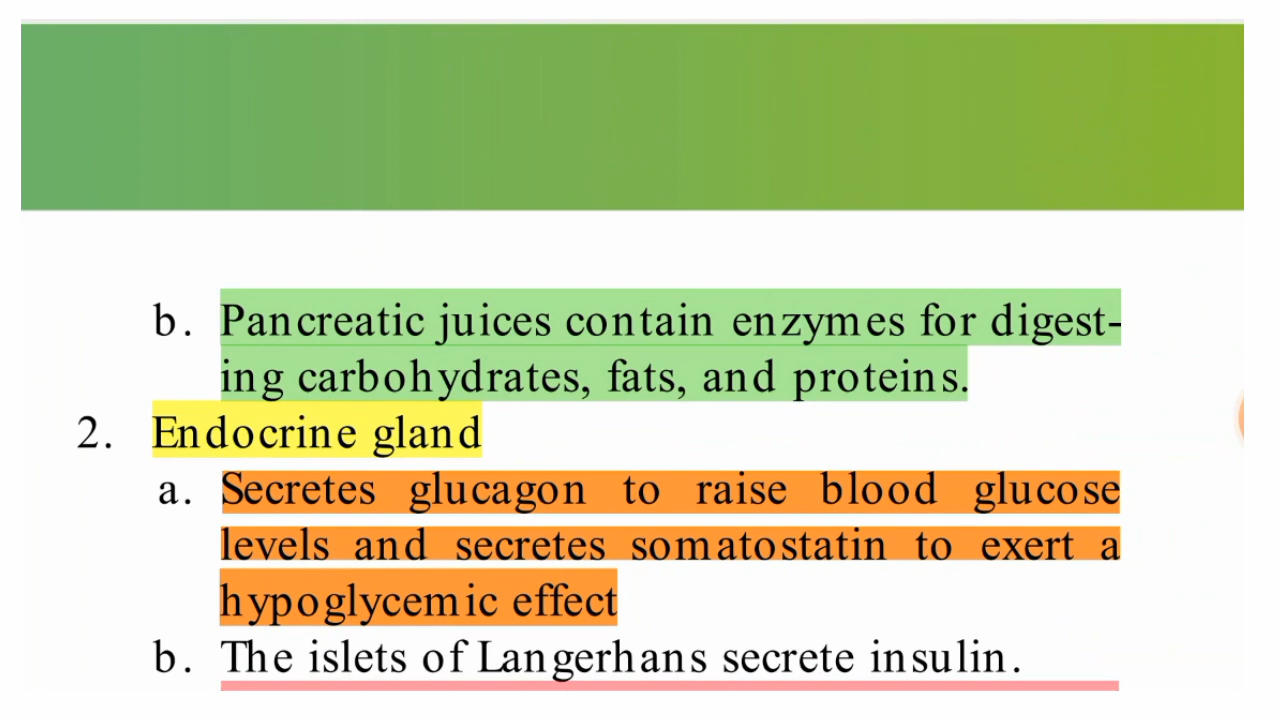 b. Pancreatic juices contain enzymes for digest-
ing carbohydrates, fats, and proteins.
2. Endocrine gland
a. Secretes glucagon to raise blood glucose
levels and secretes somatostatin to exert a
hypoglycemic effect
b. The islets of Langerhans secrete insulin.